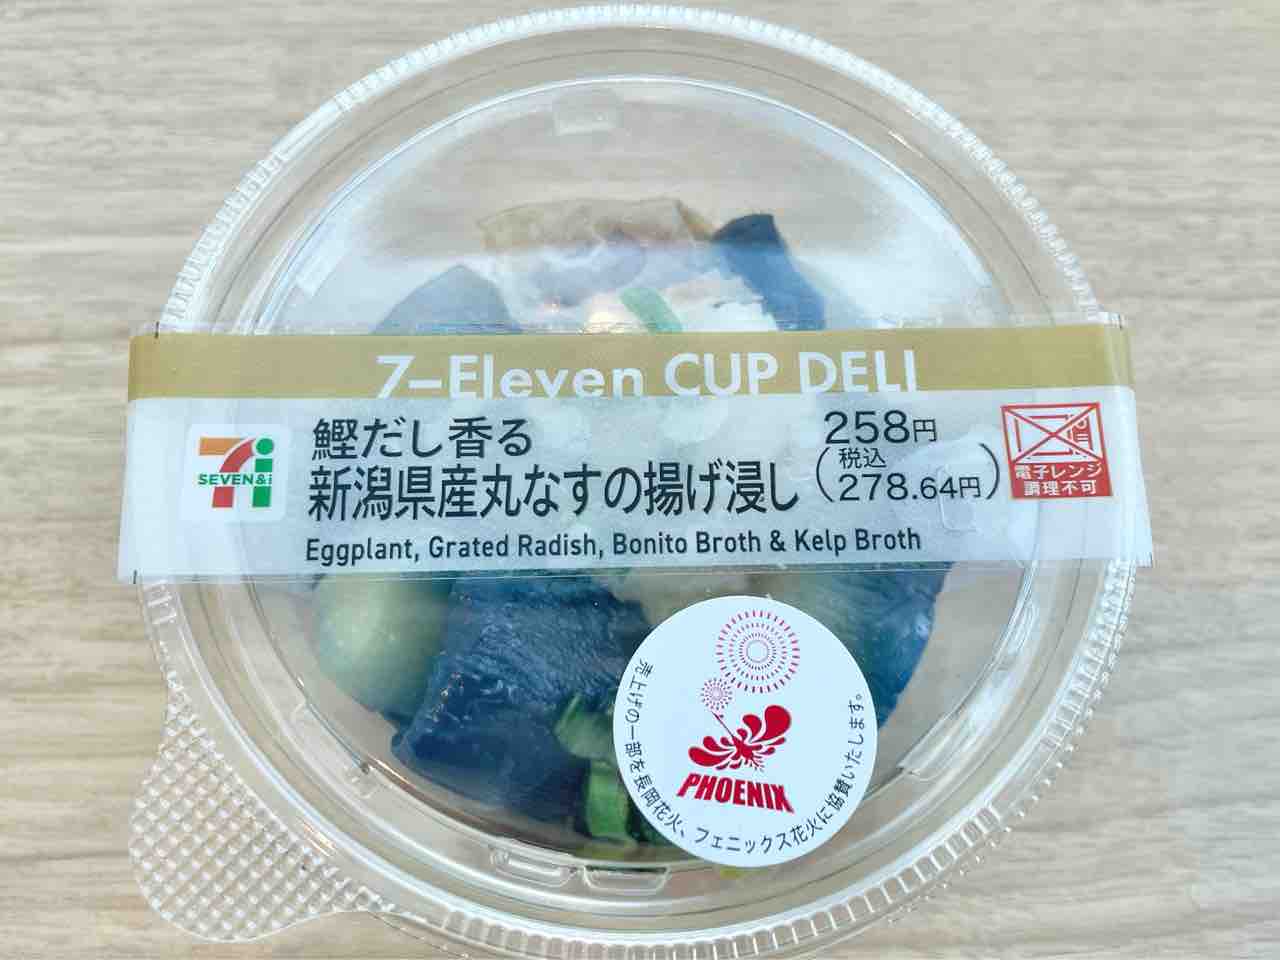 7-Eleven CUP DELI
鰹だし香る
新潟県産丸なすの揚げ浸し
258円
(税込
278.64円)
電子レンジ
調理不可
SEVEN&i
Eggplant, Grated Radish, Bonito Broth & Kelp Broth
PHOENIX
売上げの一部を長岡花火、フェニックス花火に協賛いたします。